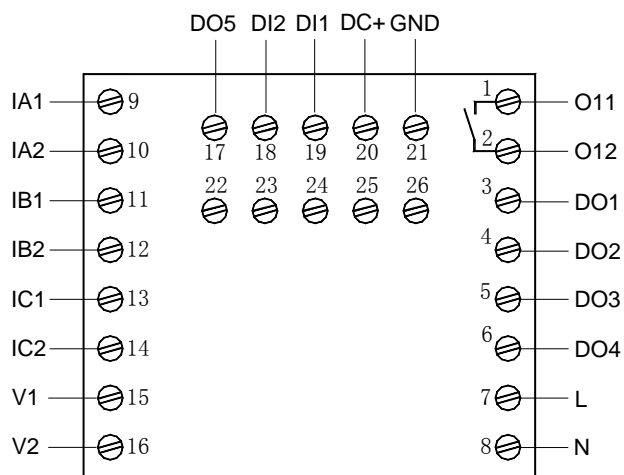 DO5 DI2 DI1 DC+ GND
IA1 9 1 O11
17 18 19 20 21
IA2 10 2 O12
22 23 24 25 26
IB1 11 3 DO1
IB2 12 4 DO2
IC1 13 5 DO3
IC2 14 6 DO4
V1 15 7 L
V2 16 8 N